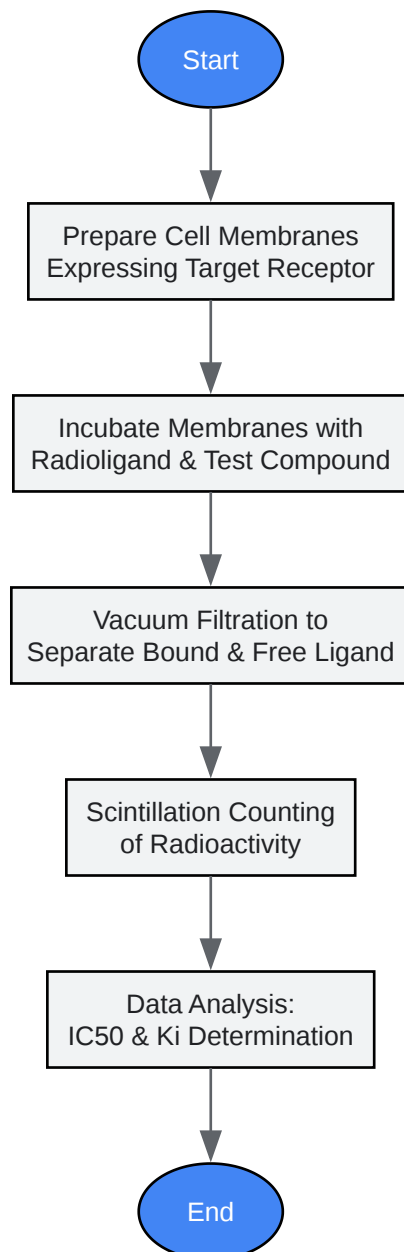 Start
Prepare Cell Membranes
Expressing Target Receptor
Incubate Membranes with
Radioligand & Test Compound
Vacuum Filtration to
Separate Bound & Free Ligand
Scintillation Counting
of Radioactivity
Data Analysis:
IC50 & Ki Determination
End